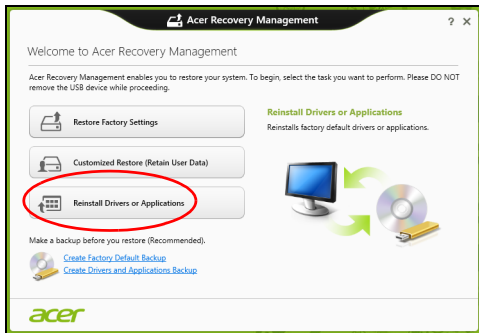 Acer Recovery Management
? X
Welcome to Acer Recovery Management
Acer Recovery Management enables you to restore your system. To begin, select the task you want to perform. Please DO NOT
remove the USB device while proceeding.
Restore Factory Settings
Customized Restore (Retain User Data)
Reinstall Drivers or Applications
Reinstall Drivers or Applications
Reinstalls factory default drivers or applications.
Make a backup before you restore (Recommended).
Create Factory Default Backup
Create Drivers and Applications Backup
acer